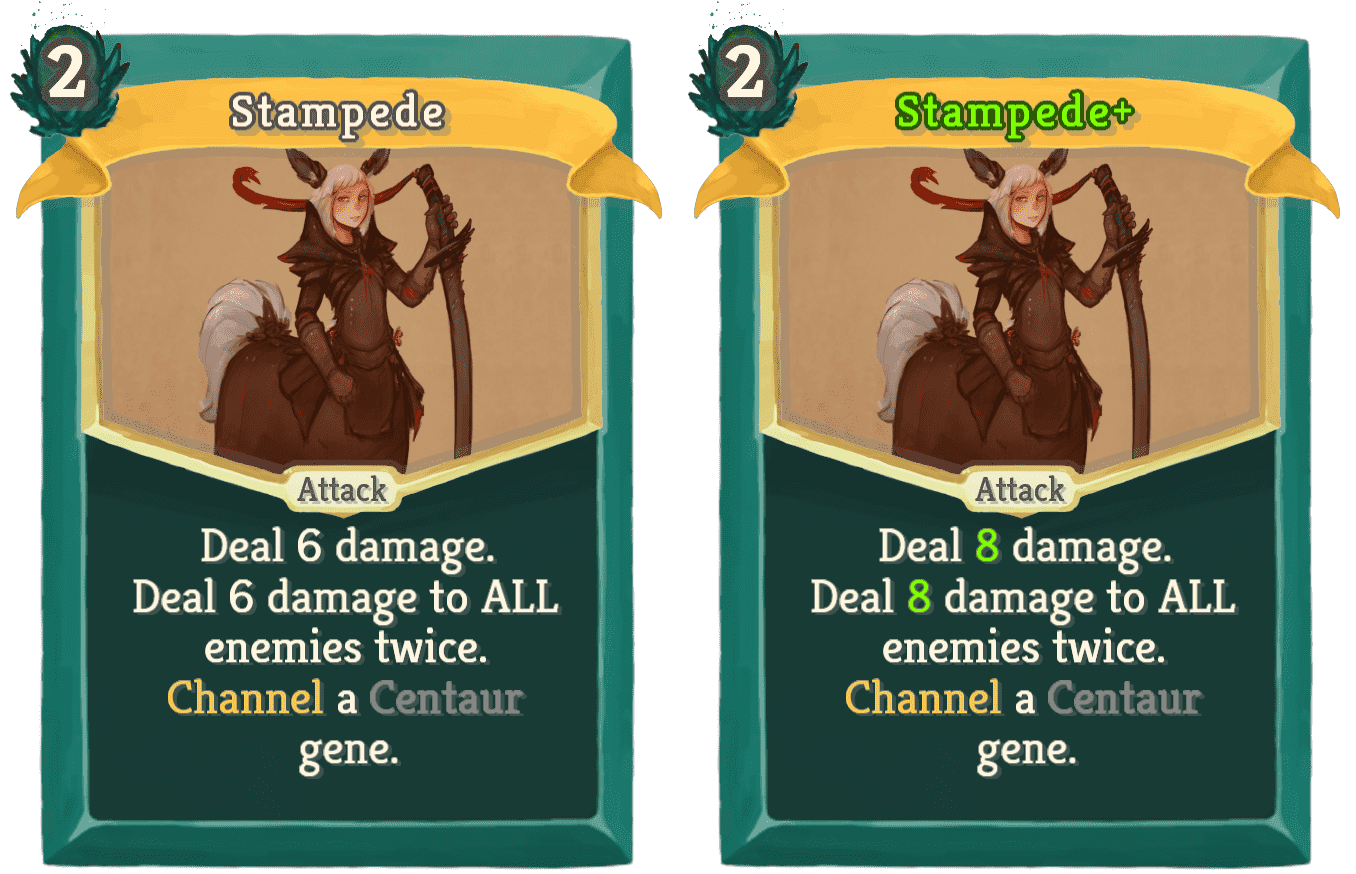 2
Stampede
Attack
Deal 6 damage.
Deal 6 damage to ALL
enemies twice.
Channel a Centaur
gene.
2
Stampede+
Attack
Deal 8 damage.
Deal 8 damage to ALL
enemies twice.
Channel a Centaur
gene.